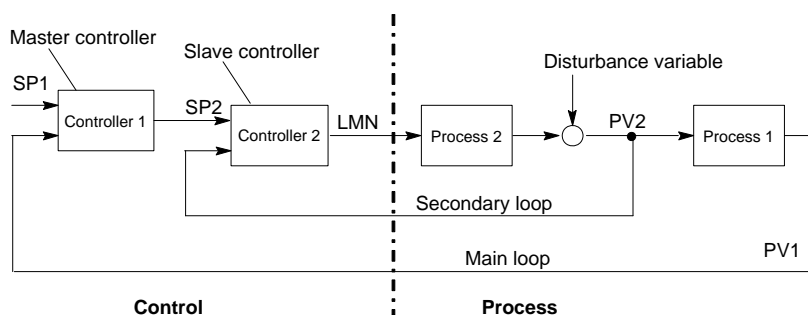 Master controller
Slave controller
Disturbance variable
SP1
SP2
LMN
PV2
Controller 1
Controller 2
Process 2
Process 1
Secondary loop
Main loop
PV1
Control
Process